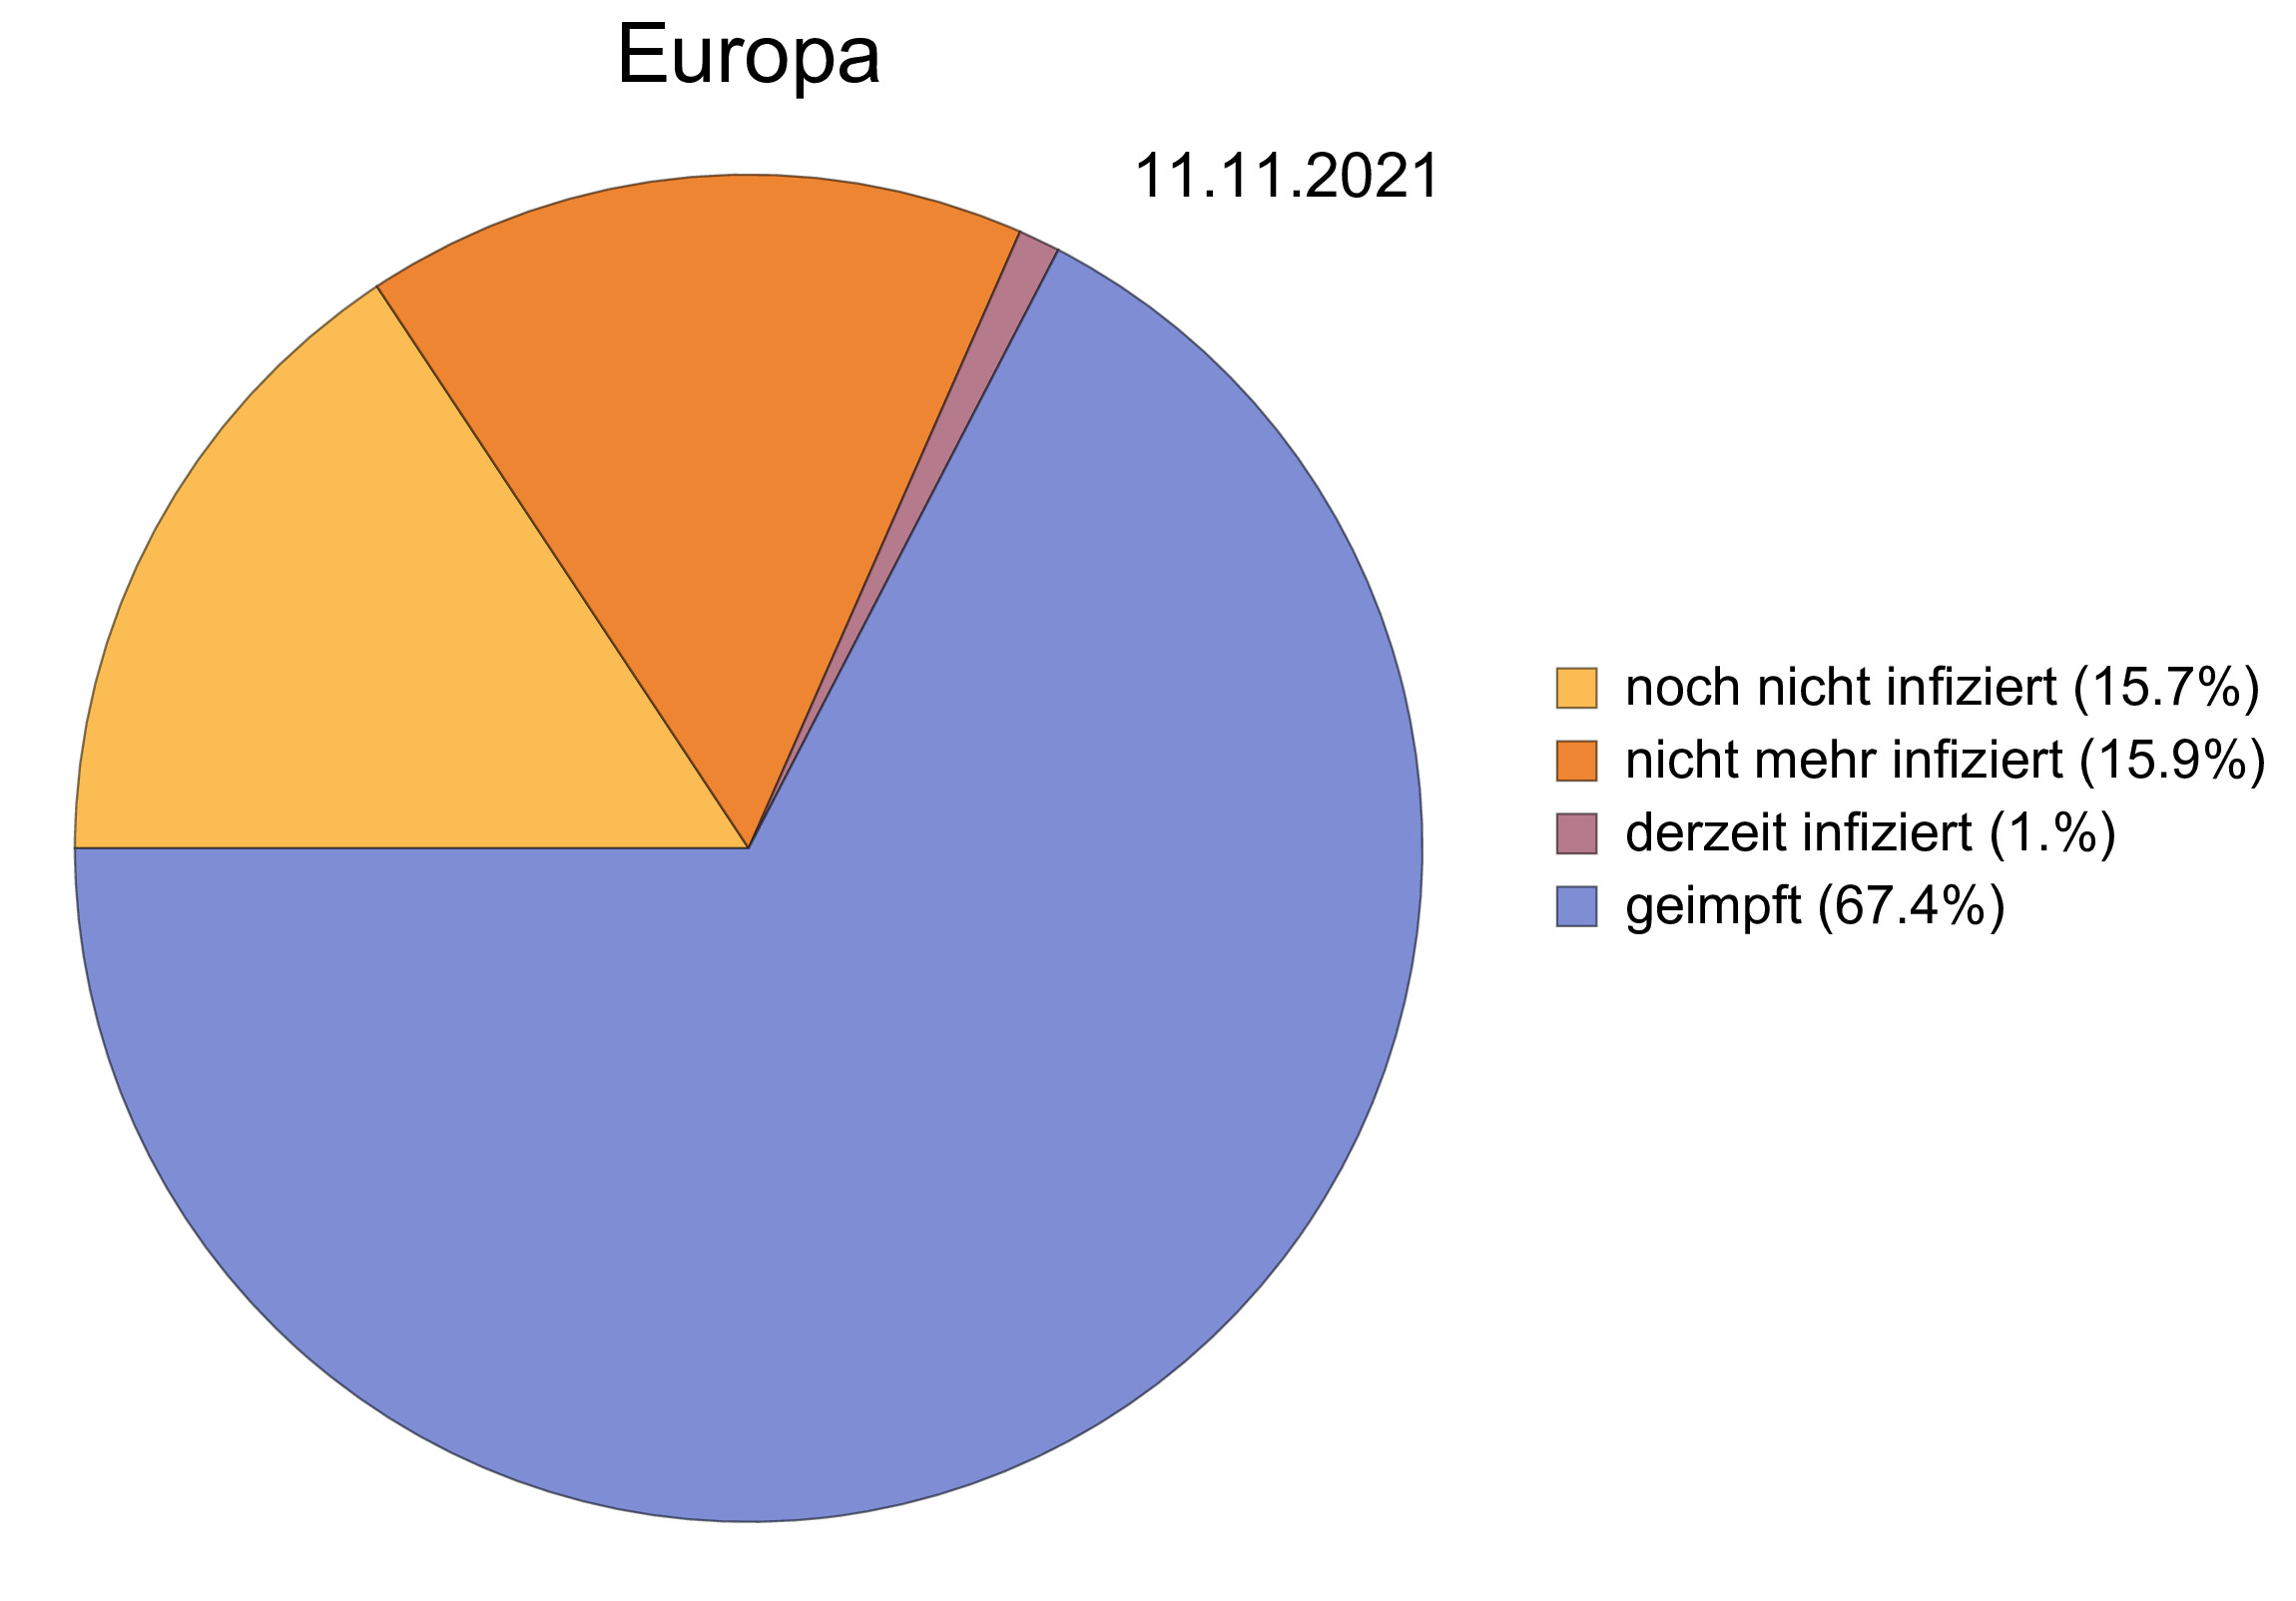 Europa
11.11.2021
noch nicht infiziert (15.7%)
nicht mehr infiziert (15.9%)
derzeit infiziert (1.%)
geimpft (67.4%)